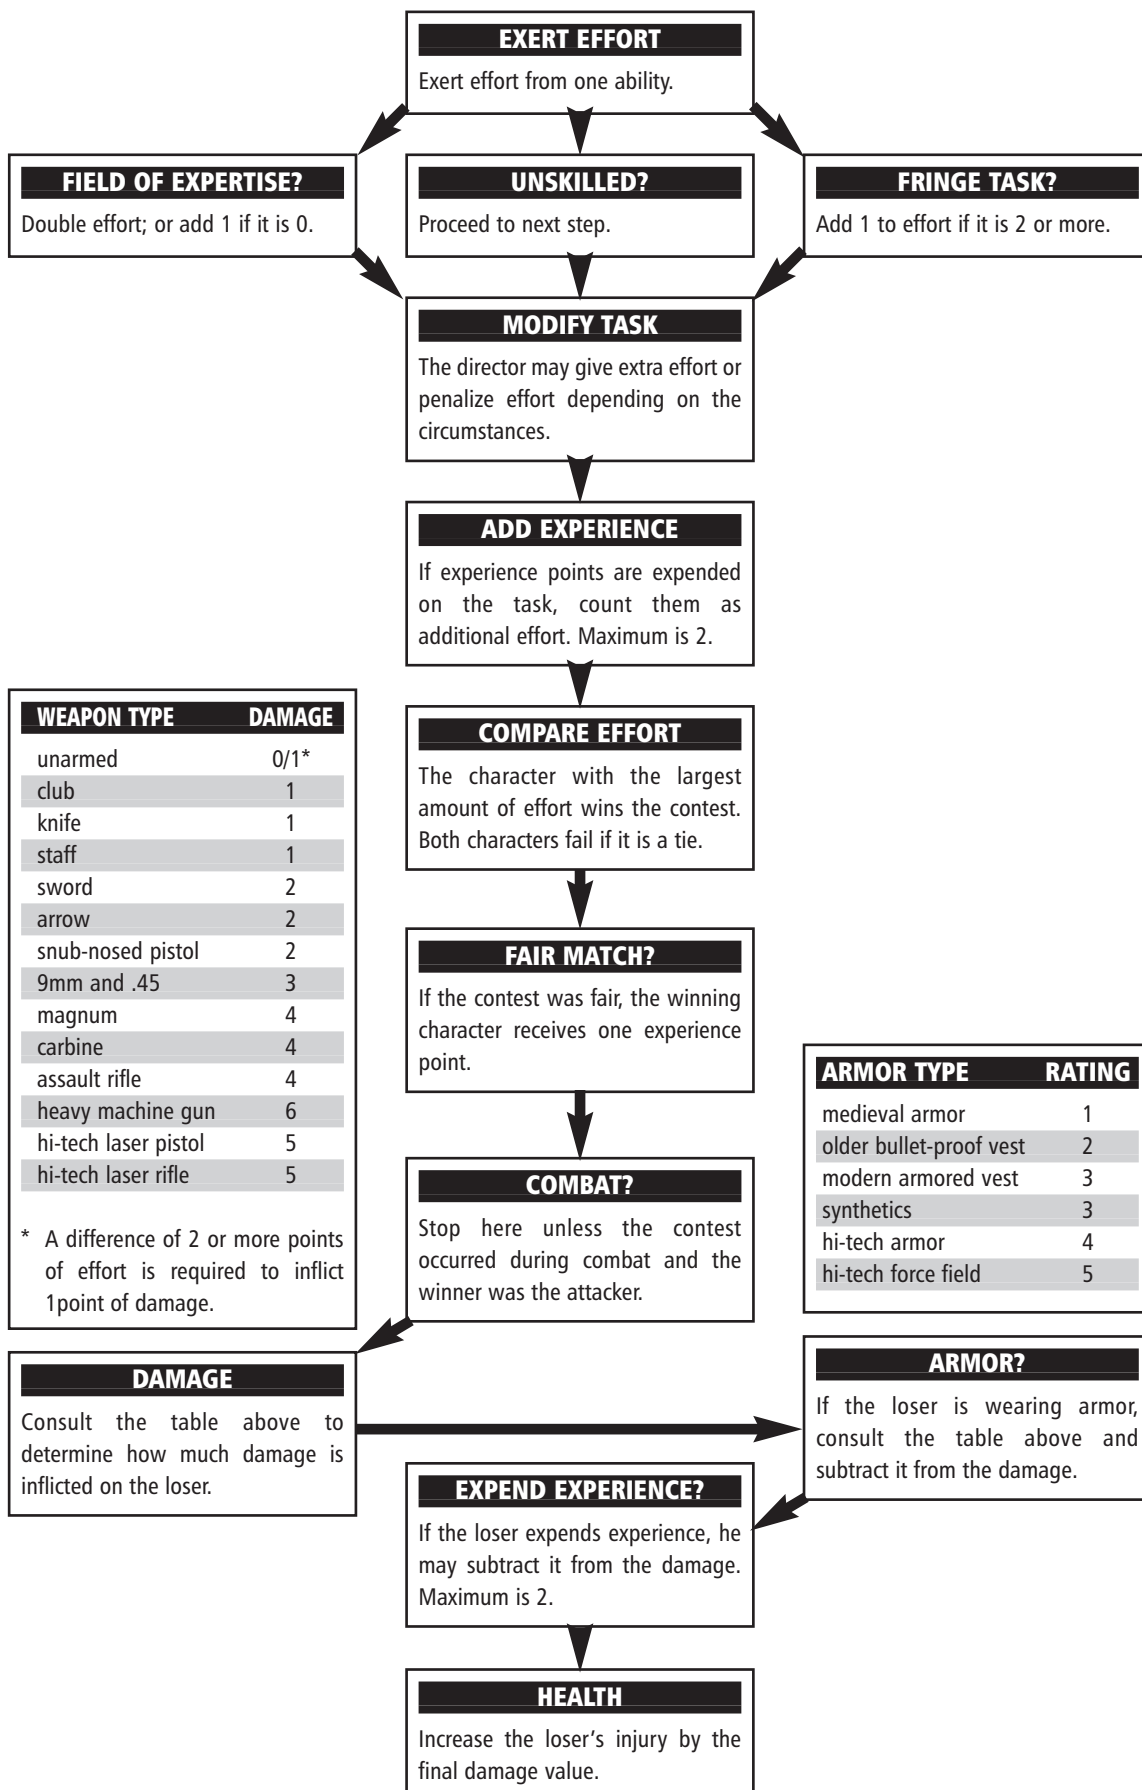 EXERT EFFORT
Exert effort from one ability.
FIELD OF EXPERTISE?
Double effort; or add 1 if it is 0.
UNSKILLED?
Proceed to next step.
FRINGE TASK?
Add 1 to effort if it is 2 or more.
MODIFY TASK
The director may give extra effort or
penalize effort depending on the
circumstances.
ADD EXPERIENCE
If experience points are expended
on the task, count them as
additional effort. Maximum is 2.
COMPARE EFFORT
The character with the largest
amount of effort wins the contest.
Both characters fail if it is a tie.
FAIR MATCH?
If the contest was fair, the winning
character receives one experience
point.
COMBAT?
Stop here unless the contest
occurred during combat and the
winner was the attacker.
WEAPON TYPE DAMAGE
unarmed 0/1*
club 1
knife 1
staff 1
sword 2
arrow 2
snub-nosed pistol 2
9mm and .45 3
magnum 4
carbine 4
assault rifle 4
heavy machine gun 6
hi-tech laser pistol 5
hi-tech laser rifle 5
* A difference of 2 or more points
of effort is required to inflict
1point of damage.
DAMAGE
Consult the table above to
determine how much damage is
inflicted on the loser.
ARMOR TYPE RATING
medieval armor 1
older bullet-proof vest 2
modern armored vest 3
synthetics 3
hi-tech armor 4
hi-tech force field 5
ARMOR?
If the loser is wearing armor,
consult the table above and
subtract it from the damage.
EXPEND EXPERIENCE?
If the loser expends experience, he
may subtract it from the damage.
Maximum is 2.
HEALTH
Increase the loser's injury by the
final damage value.